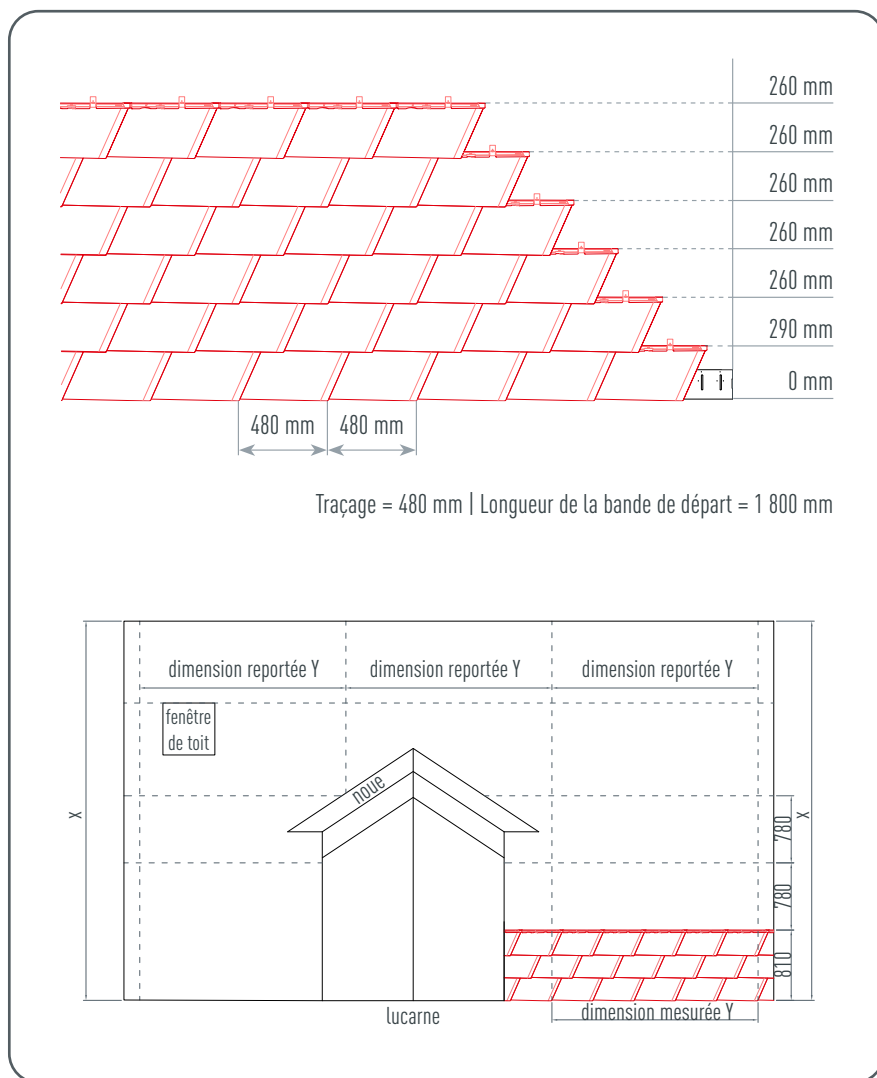 260 mm
260 mm
260 mm
260 mm
260 mm
290 mm
0 mm
480 mm 480 mm
Traçage = 480 mm | Longueur de la bande de départ = 1 800 mm
dimension reportée Y dimension reportée Y dimension reportée Y
fenêtre
de toit
noue
X
X
780
780
810
lucarne
dimension mesurée Y